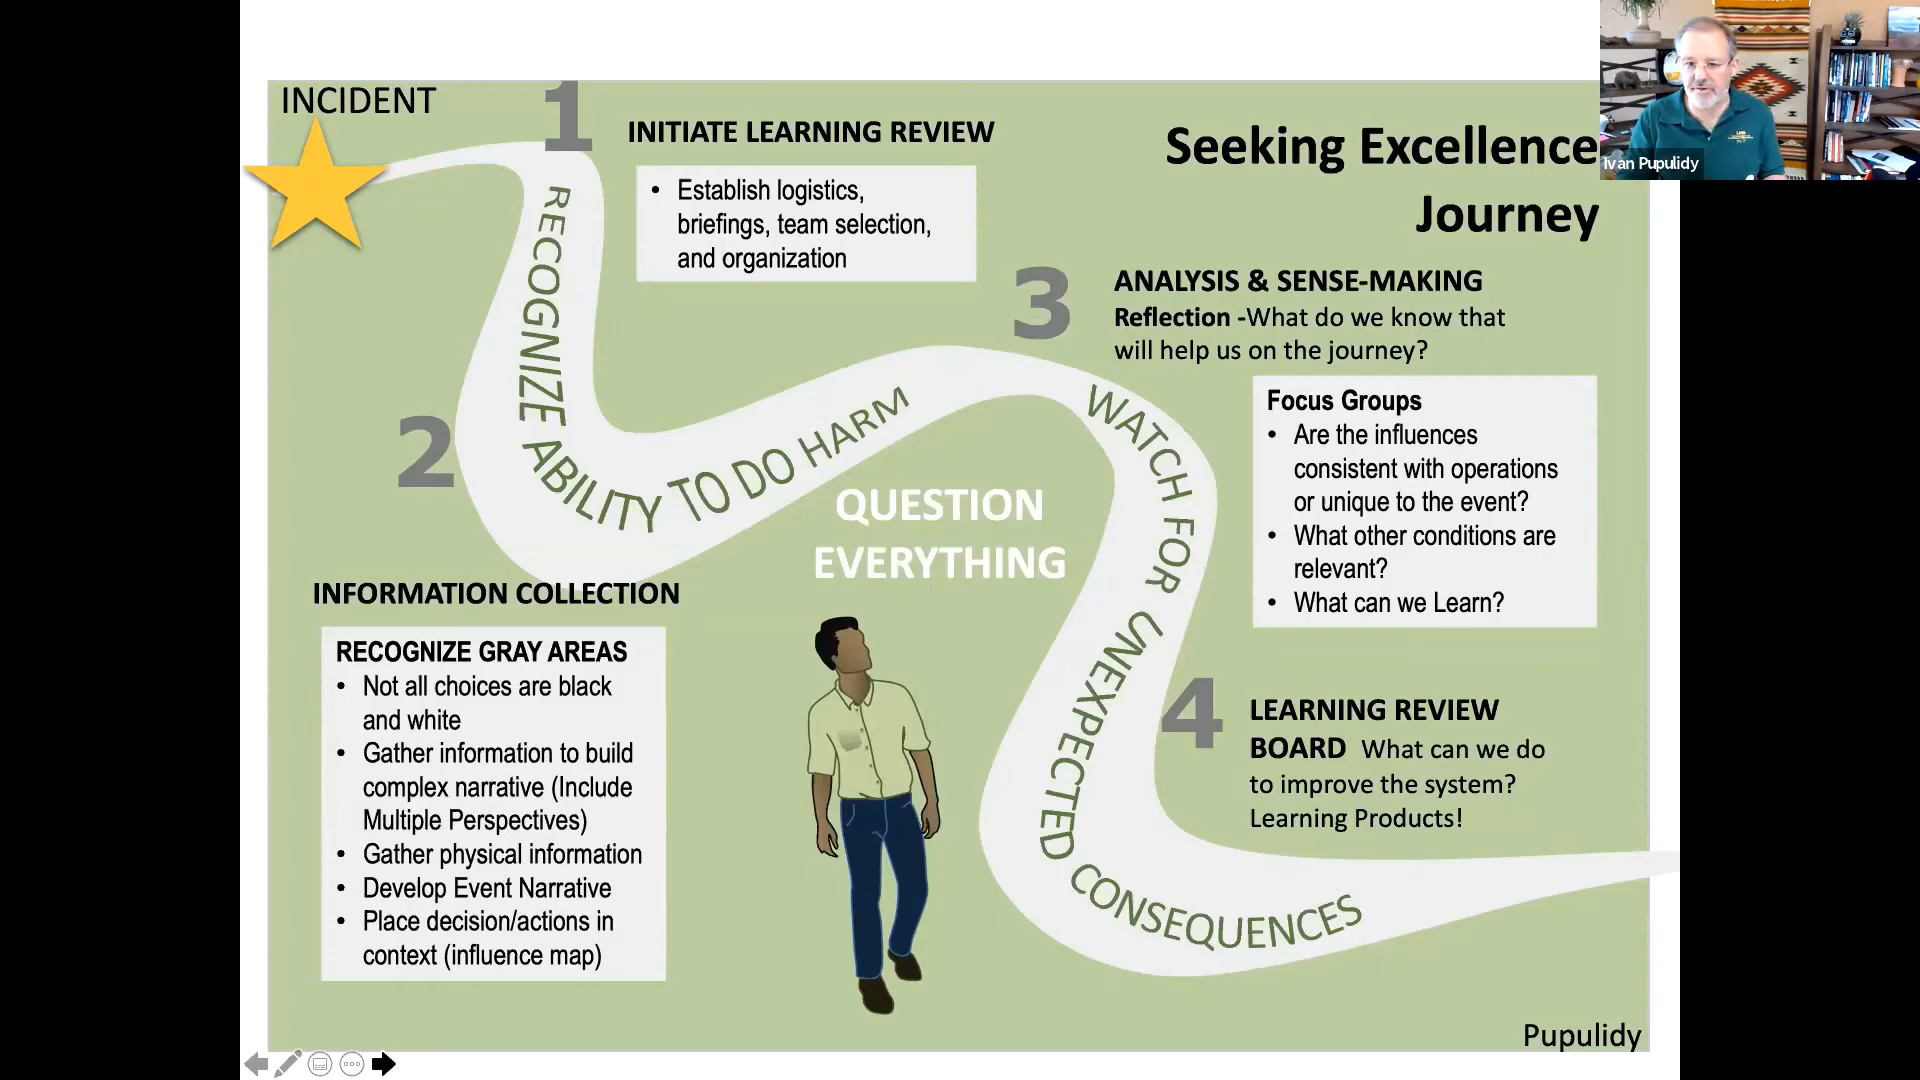 INCIDENT
1
INITIATE LEARNING REVIEW
• Establish logistics,
briefings, team selection,
and organization
Seeking Excellence
Journey
Ivan Pupulidy
RECOGNIZE ABILITY TO DO HARM
2
3
ANALYSIS & SENSE-MAKING
Reflection -What do we know that
will help us on the journey?
Focus Groups
• Are the influences
consistent with operations
or unique to the event?
• What other conditions are
relevant?
• What can we Learn?
WATCH FOR UNEXPECTED CONSEQUENCES
QUESTION
EVERYTHING
INFORMATION COLLECTION
RECOGNIZE GRAY AREAS
• Not all choices are black
and white
• Gather information to build
complex narrative (Include
Multiple Perspectives)
• Gather physical information
• Develop Event Narrative
• Place decision/actions in
context (influence map)
4
LEARNING REVIEW
BOARD What can we do
to improve the system?
Learning Products!
Pupulidy